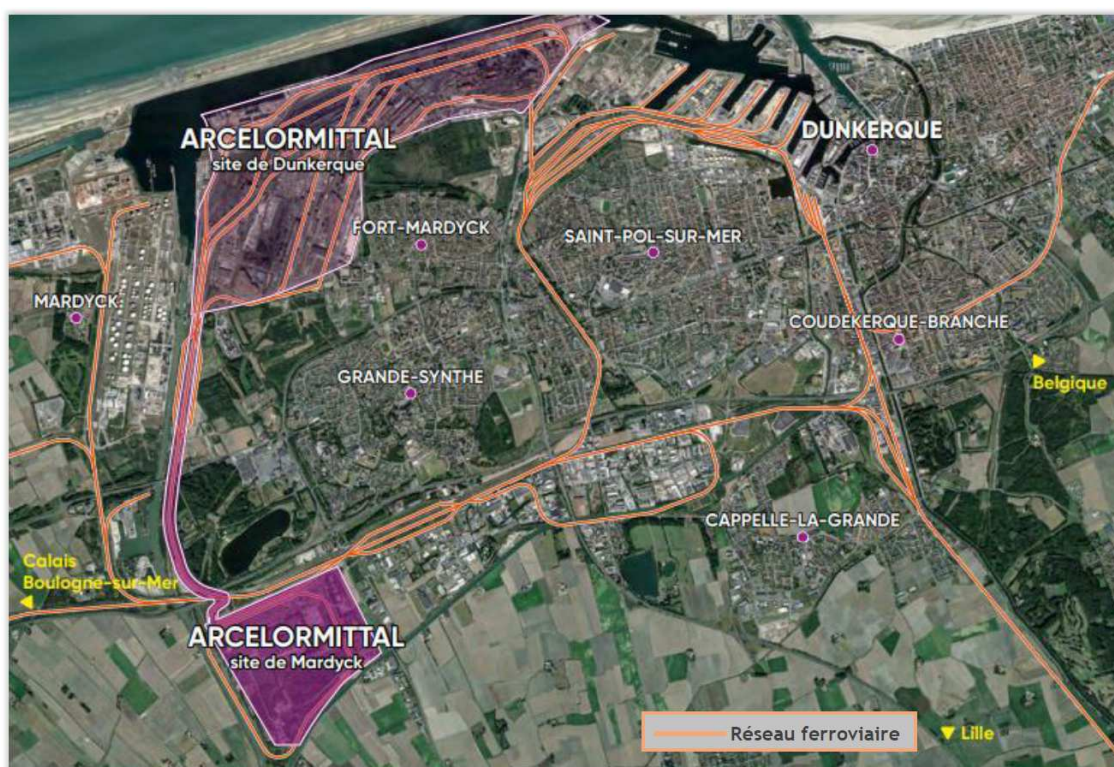 ARCELORMITTAL
site de Dunkerque
DUNKERQUE
FORT-MARDYCK
SAINT-POL-SUR-MER
MARDYCK
COUDEKERQUE-BRANCHE
Belgique
GRANDE-SYNTHE
CAPPELLE-LA-GRANDE
Calais
Boulogne-sur-Mer
ARCELORMITTAL
site de Mardyck
Réseau ferroviaire
Lille